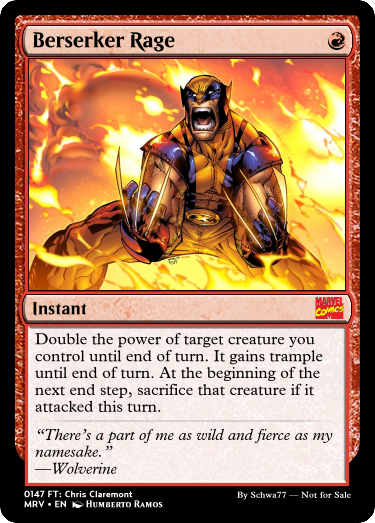 Berserker Rage
Instant
MARVEL
COMICS
Double the power of target creature you
control until end of turn. It gains trample
until end of turn. At the beginning of the
next end step, sacrifice that creature if it
attacked this turn.
“There’s a part of me as wild and fierce as my
namesake.”
—Wolverine
0147 FT: Chris Claremont
MRV • EN Humberto Ramos
By Schwa77 — Not for Sale